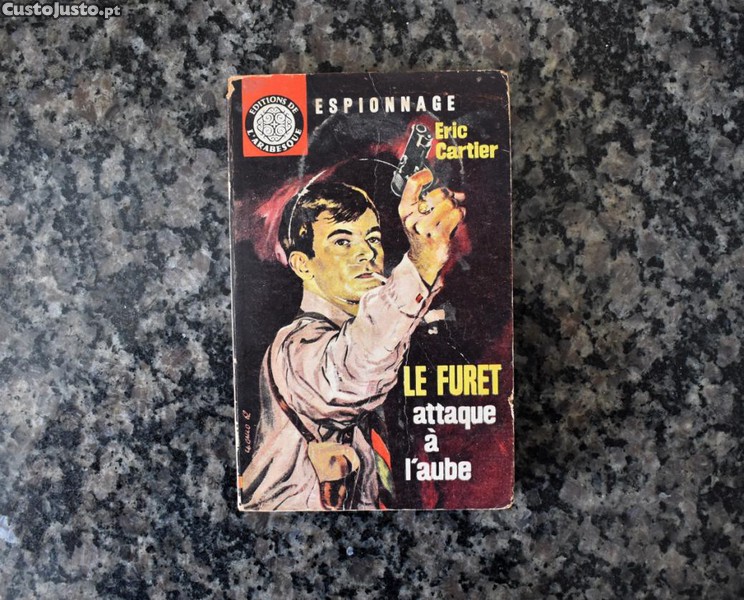 CustoJusto.pt
EDITIONS DE
L'ARABESQUE
ESPIONNAGE
Eric
Cartier
LE FURET
attaque
à
l'aube